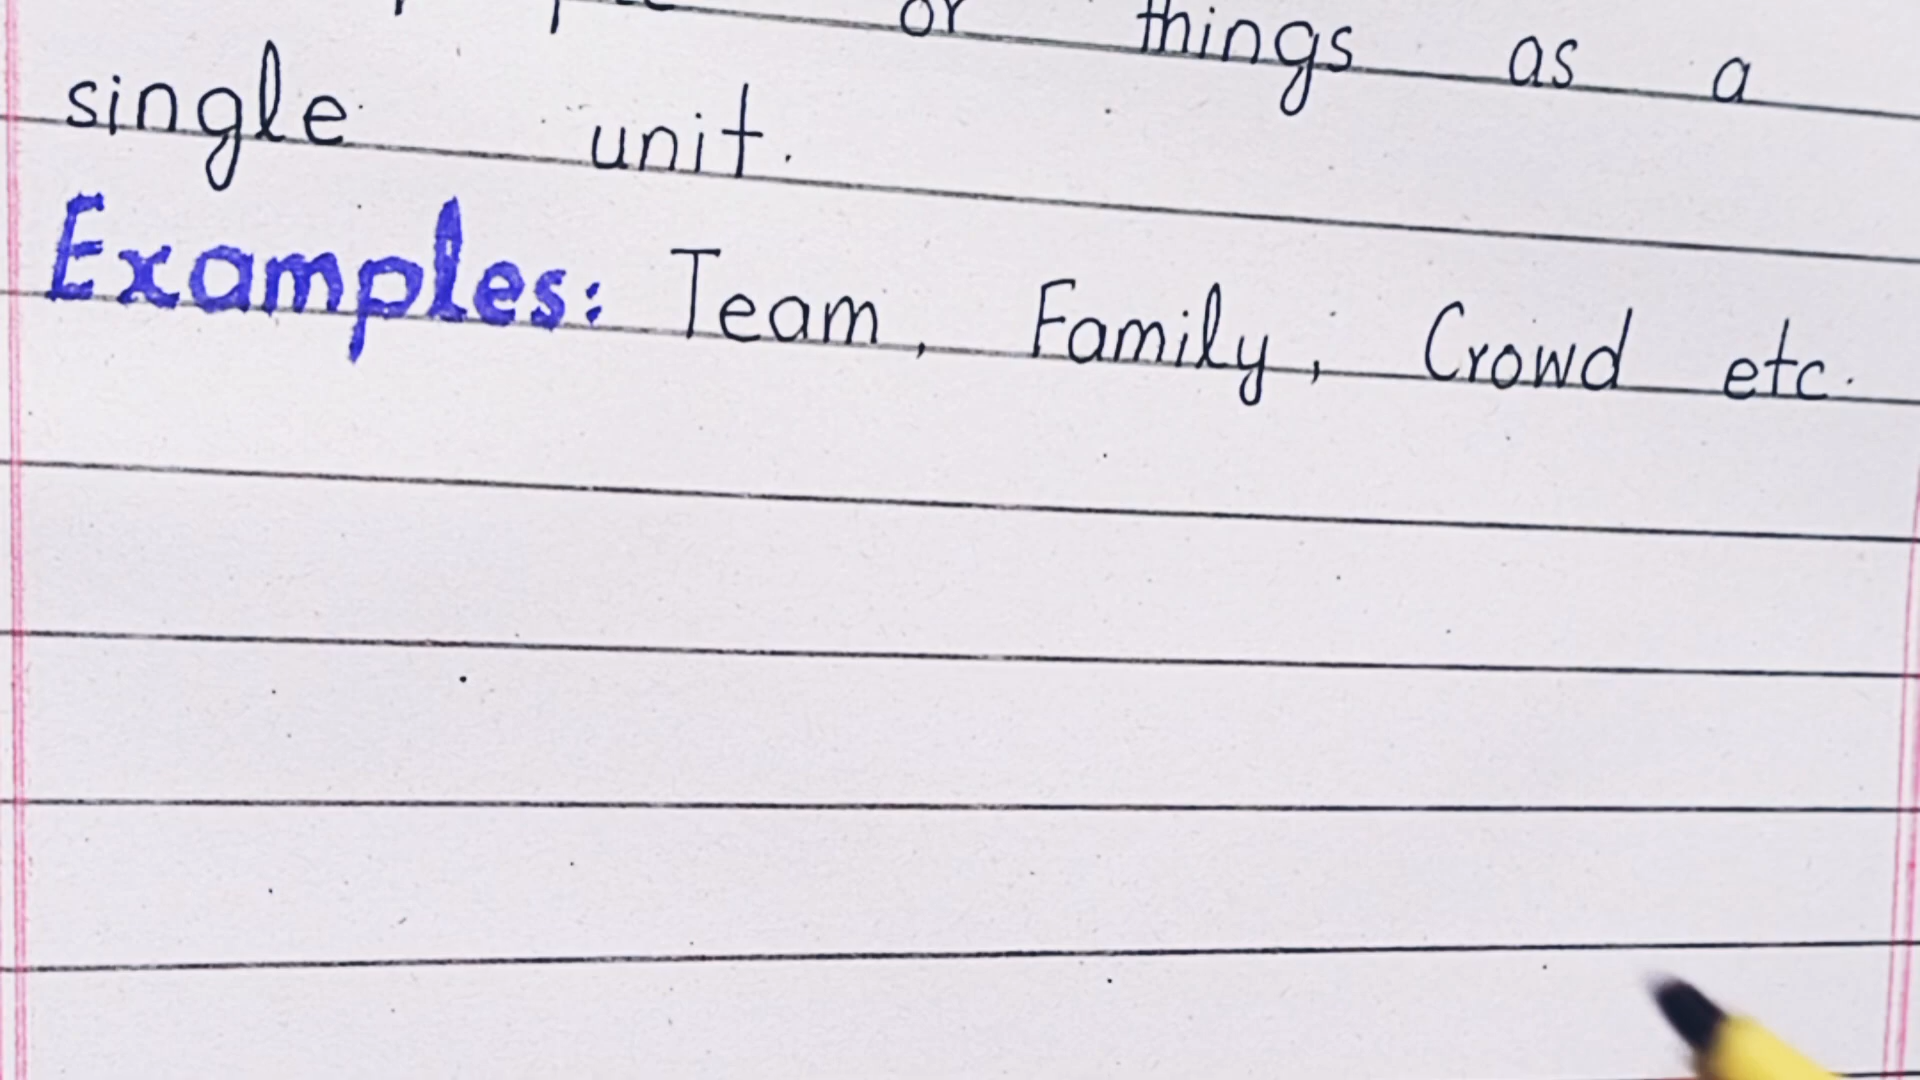 or things as a
single unit.
Examples: Team, Family, Crowd etc.